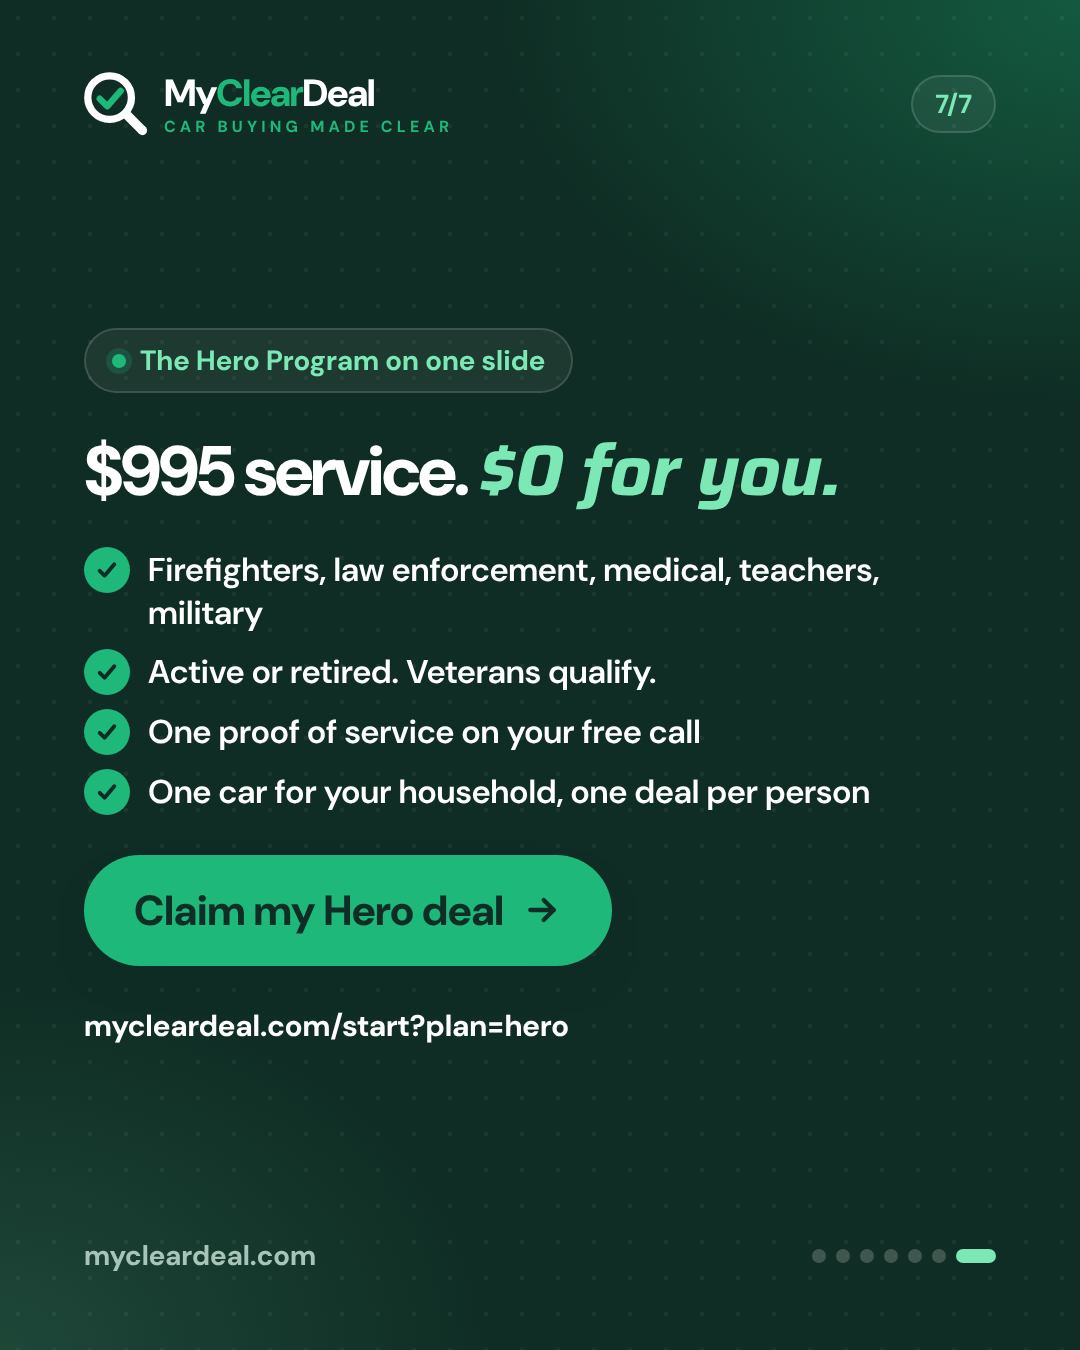 MyClearDeal
CAR BUYING MADE CLEAR
7/7
The Hero Program on one slide
$995 service. $0 for you.
Firefighters, law enforcement, medical, teachers,
military
Active or retired. Veterans qualify.
One proof of service on your free call
One car for your household, one deal per person
Claim my Hero deal →
mycleardeal.com/start?plan=hero
mycleardeal.com